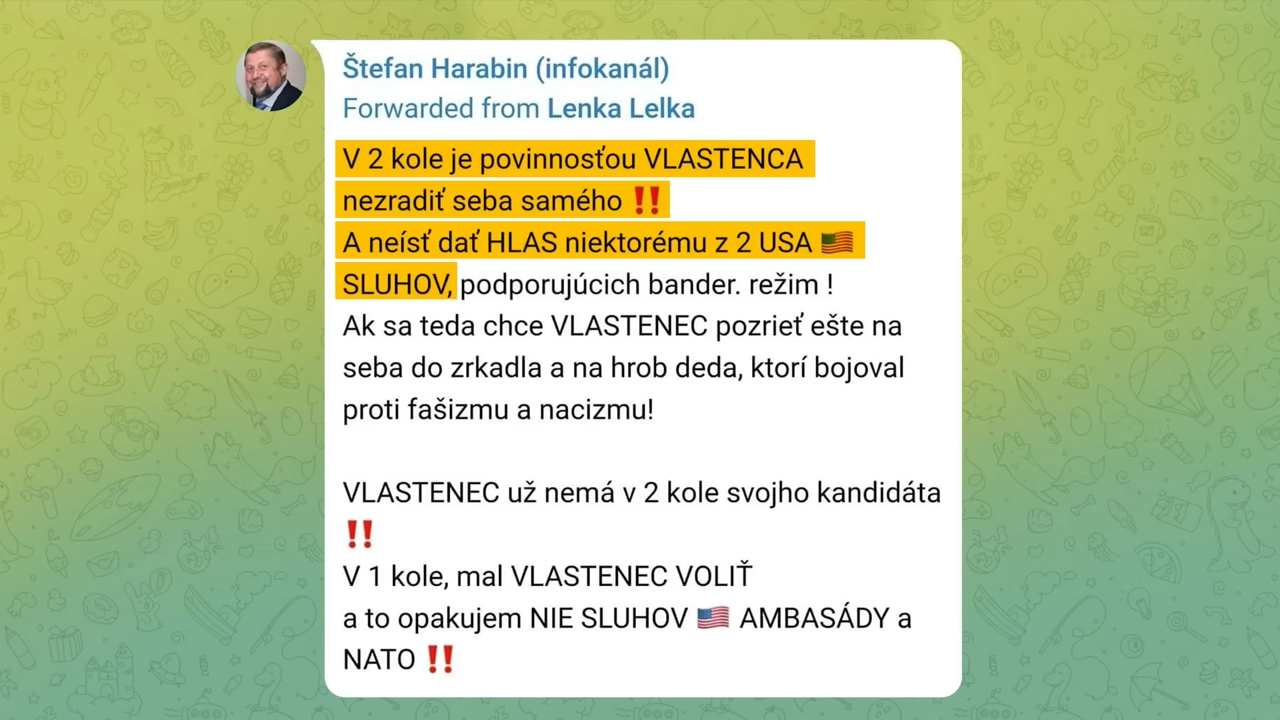 Štefan Harabin (infokanál)
Forwarded from Lenka Lelka
V 2 kole je povinnosťou VLASTENCA
nezradiť seba samého ‼️
A neísť dať HLAS niektorému z 2 USA 🇺🇸
SLUHOV, podporujúcich bander. režim !
Ak sa teda chce VLASTENEC pozrieť ešte na
seba do zrkadla a na hrob deda, ktorí bojoval
proti fašizmu a nacizmu!
VLASTENEC už nemá v 2 kole svojho kandidáta
‼️
V 1 kole, mal VLASTENEC VOLIŤ
a to opakujem NIE SLUHOV 🇺🇸 AMBASÁDY a
NATO ‼️